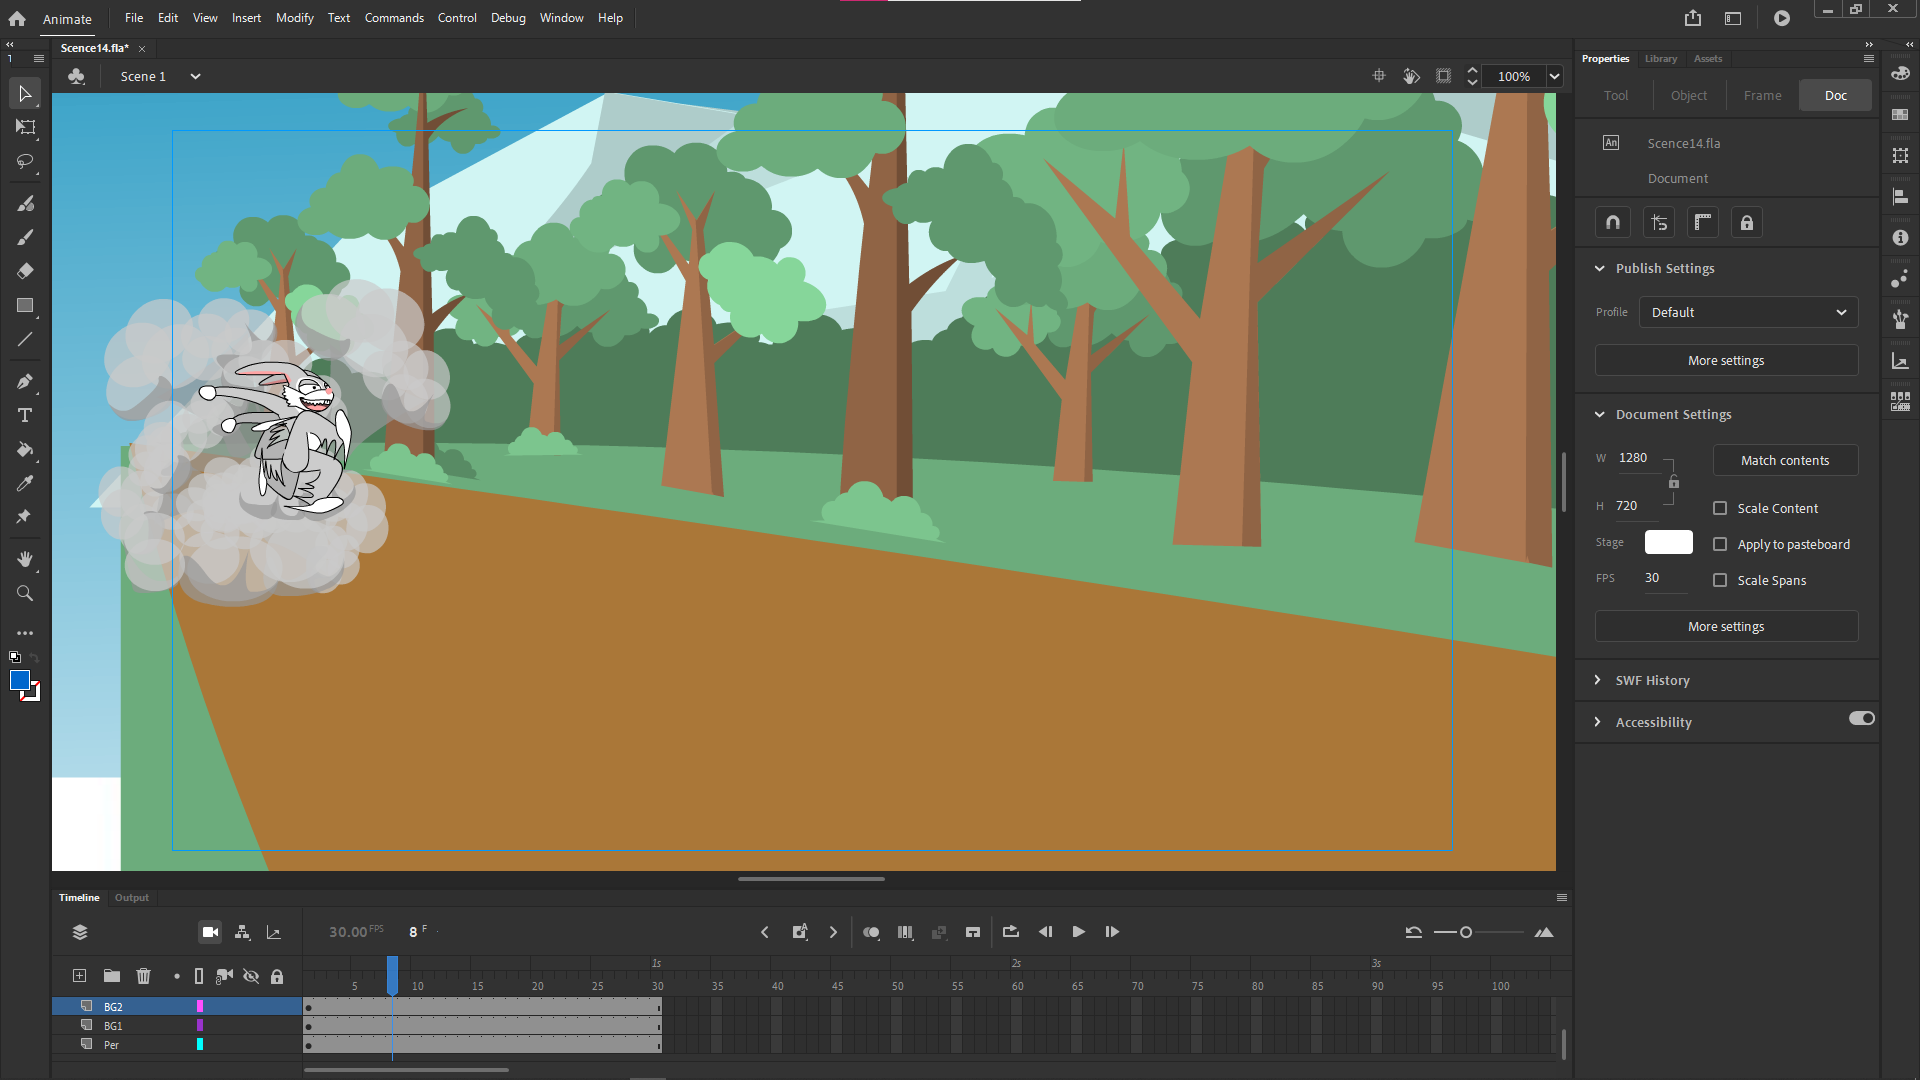 Animate File Edit View Insert Modify Text Commands Control Debug Window Help
Scence14.fla*
Scene 1
100%
Properties Library Assets
Tool Object Frame Doc
An Scence14.fla
Document
Publish Settings
Profile Default
More settings
Document Settings
W 1280
Match contents
H 720
Scale Content
Stage
Apply to pasteboard
FPS 30
Scale Spans
More settings
SWF History
Accessibility
Timeline Output
30.00 FPS 8 F
1s 2s 3s
5 10 15 20 25 30 35 40 45 50 55 60 65 70 75 80 85 90 95 100
BG2
BG1
Per